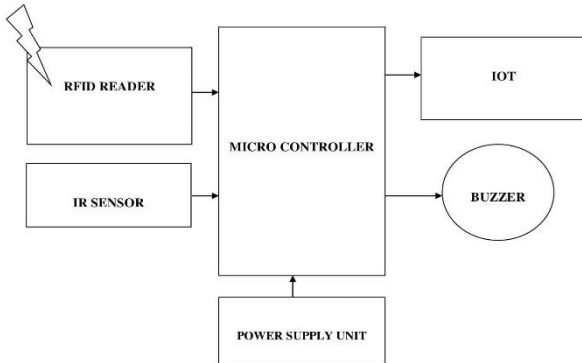 RFID READER
IOT
MICRO CONTROLLER
IR SENSOR
BUZZER
POWER SUPPLY UNIT